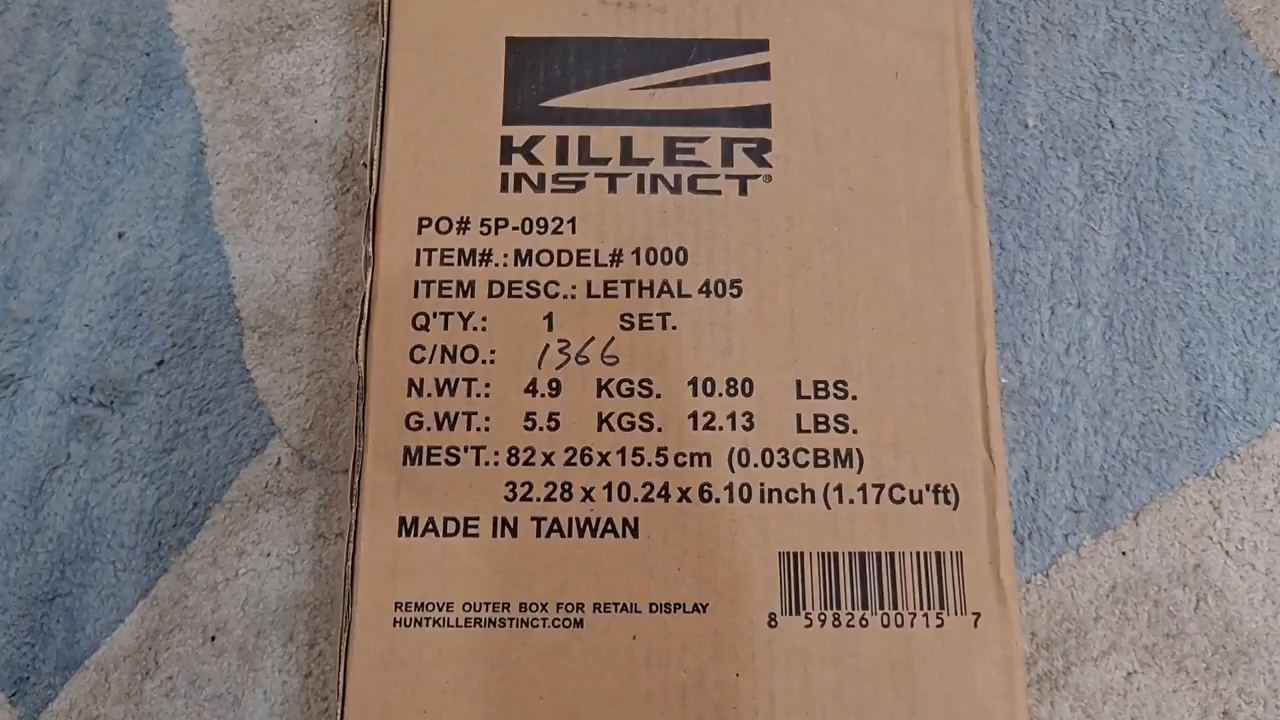 KILLER
INSTINCT®
PO# 5P-0921
ITEM#.: MODEL# 1000
ITEM DESC.: LETHAL 405
Q'TY.: 1 SET.
C/NO.: 1366
N.WT.: 4.9 KGS. 10.80 LBS.
G.WT.: 5.5 KGS. 12.13 LBS.
MES'T.: 82 x 26 x 15.5 cm (0.03CBM)
32.28 x 10.24 x 6.10 inch (1.17Cu'ft)
MADE IN TAIWAN
REMOVE OUTER BOX FOR RETAIL DISPLAY
HUNTKILLERINSTINCT.COM
8 59826 00715 7